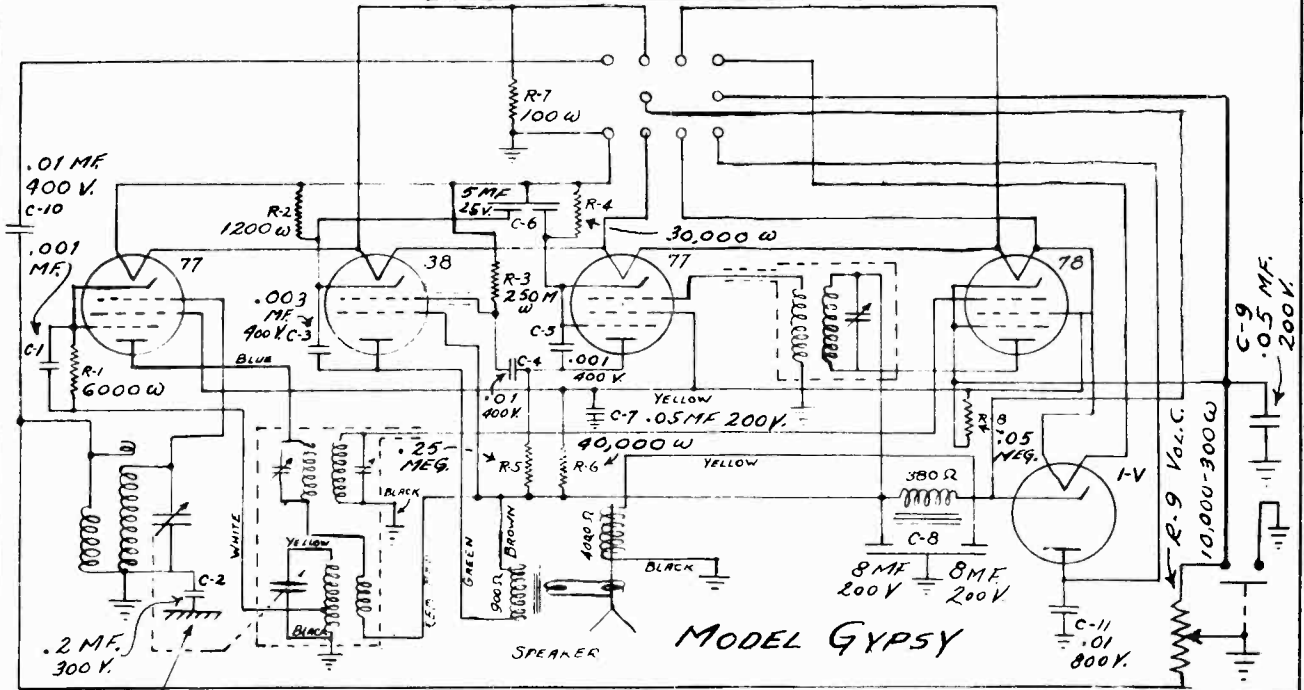 R-7
100 ω
.01 MF.
400 V.
C-10
.001
MF.
R-2
1200 ω
5 MF
25 V.
C-6
R-4
30,000 ω
77
38
77
78
R-3
250 M
ω
.003
MF.
400 V.
C-3
C-5
.001
400 V.
C-4
.01
400 V.
C-1
R-1
6000 ω
BLUE
YELLOW
C-7 .05 MF 200 V.
40,000 ω
.25
MEG.
R-5
R-6
YELLOW
R-8
.05
MEG.
1-V
C-9
.05 MF.
200 V.
R-9 VOL. C.
10,000-300 ω
380 Ω
C-8
8 MF
200 V
8 MF.
200 V.
BLACK
WHITE
YELLOW
BLACK
GREEN
BROWN
900 Ω
4000 Ω
BLACK
C-2
.2 MF.
300 V.
SPEAKER
MODEL GYPSY
C-11
.01
800 V.